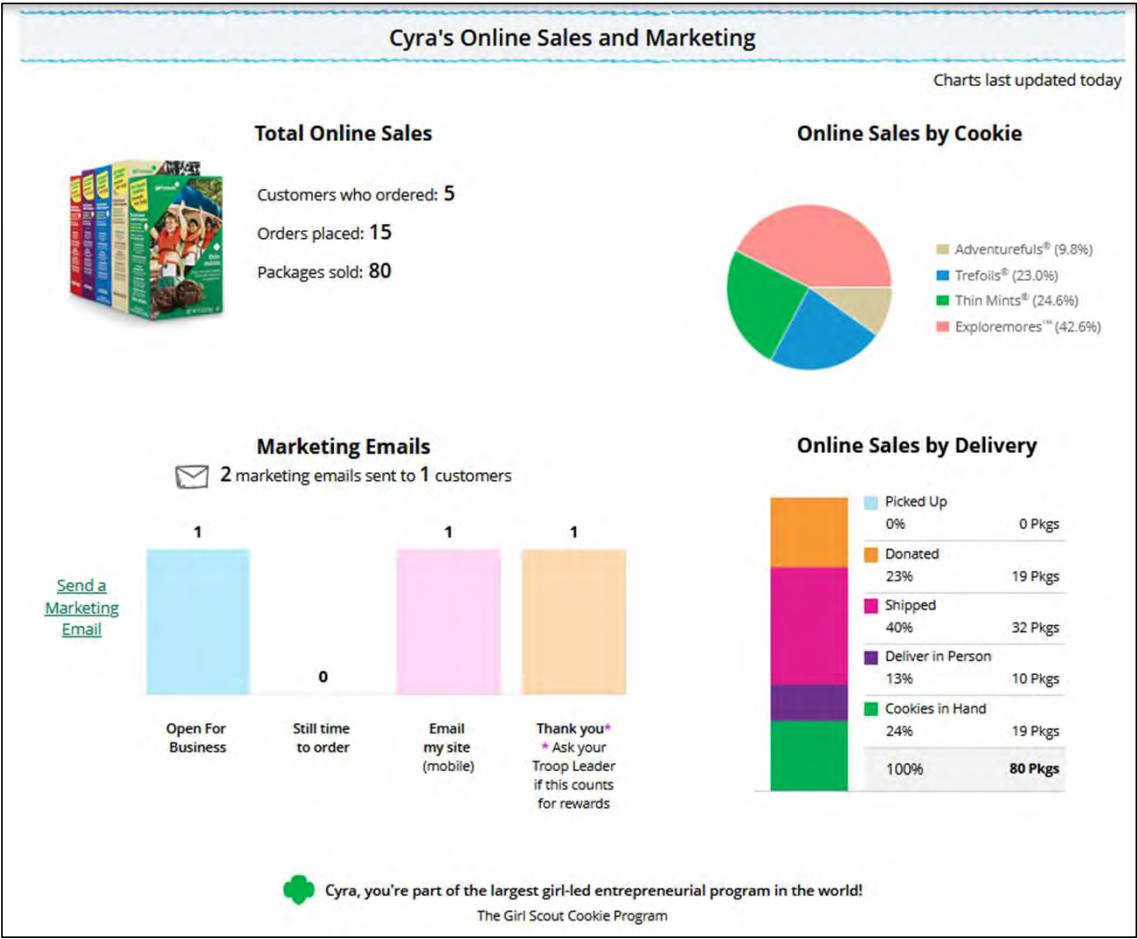 Cyra's Online Sales and Marketing
Charts last updated today
Total Online Sales
Customers who ordered: 5
Orders placed: 15
Packages sold: 80
thin
mints
Online Sales by Cookie
Adventurefuls® (9.8%)
Trefoils® (23.0%)
Thin Mints® (24.6%)
Exploremores™ (42.6%)
Marketing Emails
2 marketing emails sent to 1 customers
Send a
Marketing
Email
1
0
1
1
Open For
Business
Still time
to order
Email
my site
(mobile)
Thank you*
* Ask your
Troop Leader
if this counts
for rewards
Online Sales by Delivery
Picked Up
0% 0 Pkgs
Donated
23% 19 Pkgs
Shipped
40% 32 Pkgs
Deliver in Person
13% 10 Pkgs
Cookies in Hand
24% 19 Pkgs
100% 80 Pkgs
Cyra, you're part of the largest girl-led entrepreneurial program in the world!
The Girl Scout Cookie Program